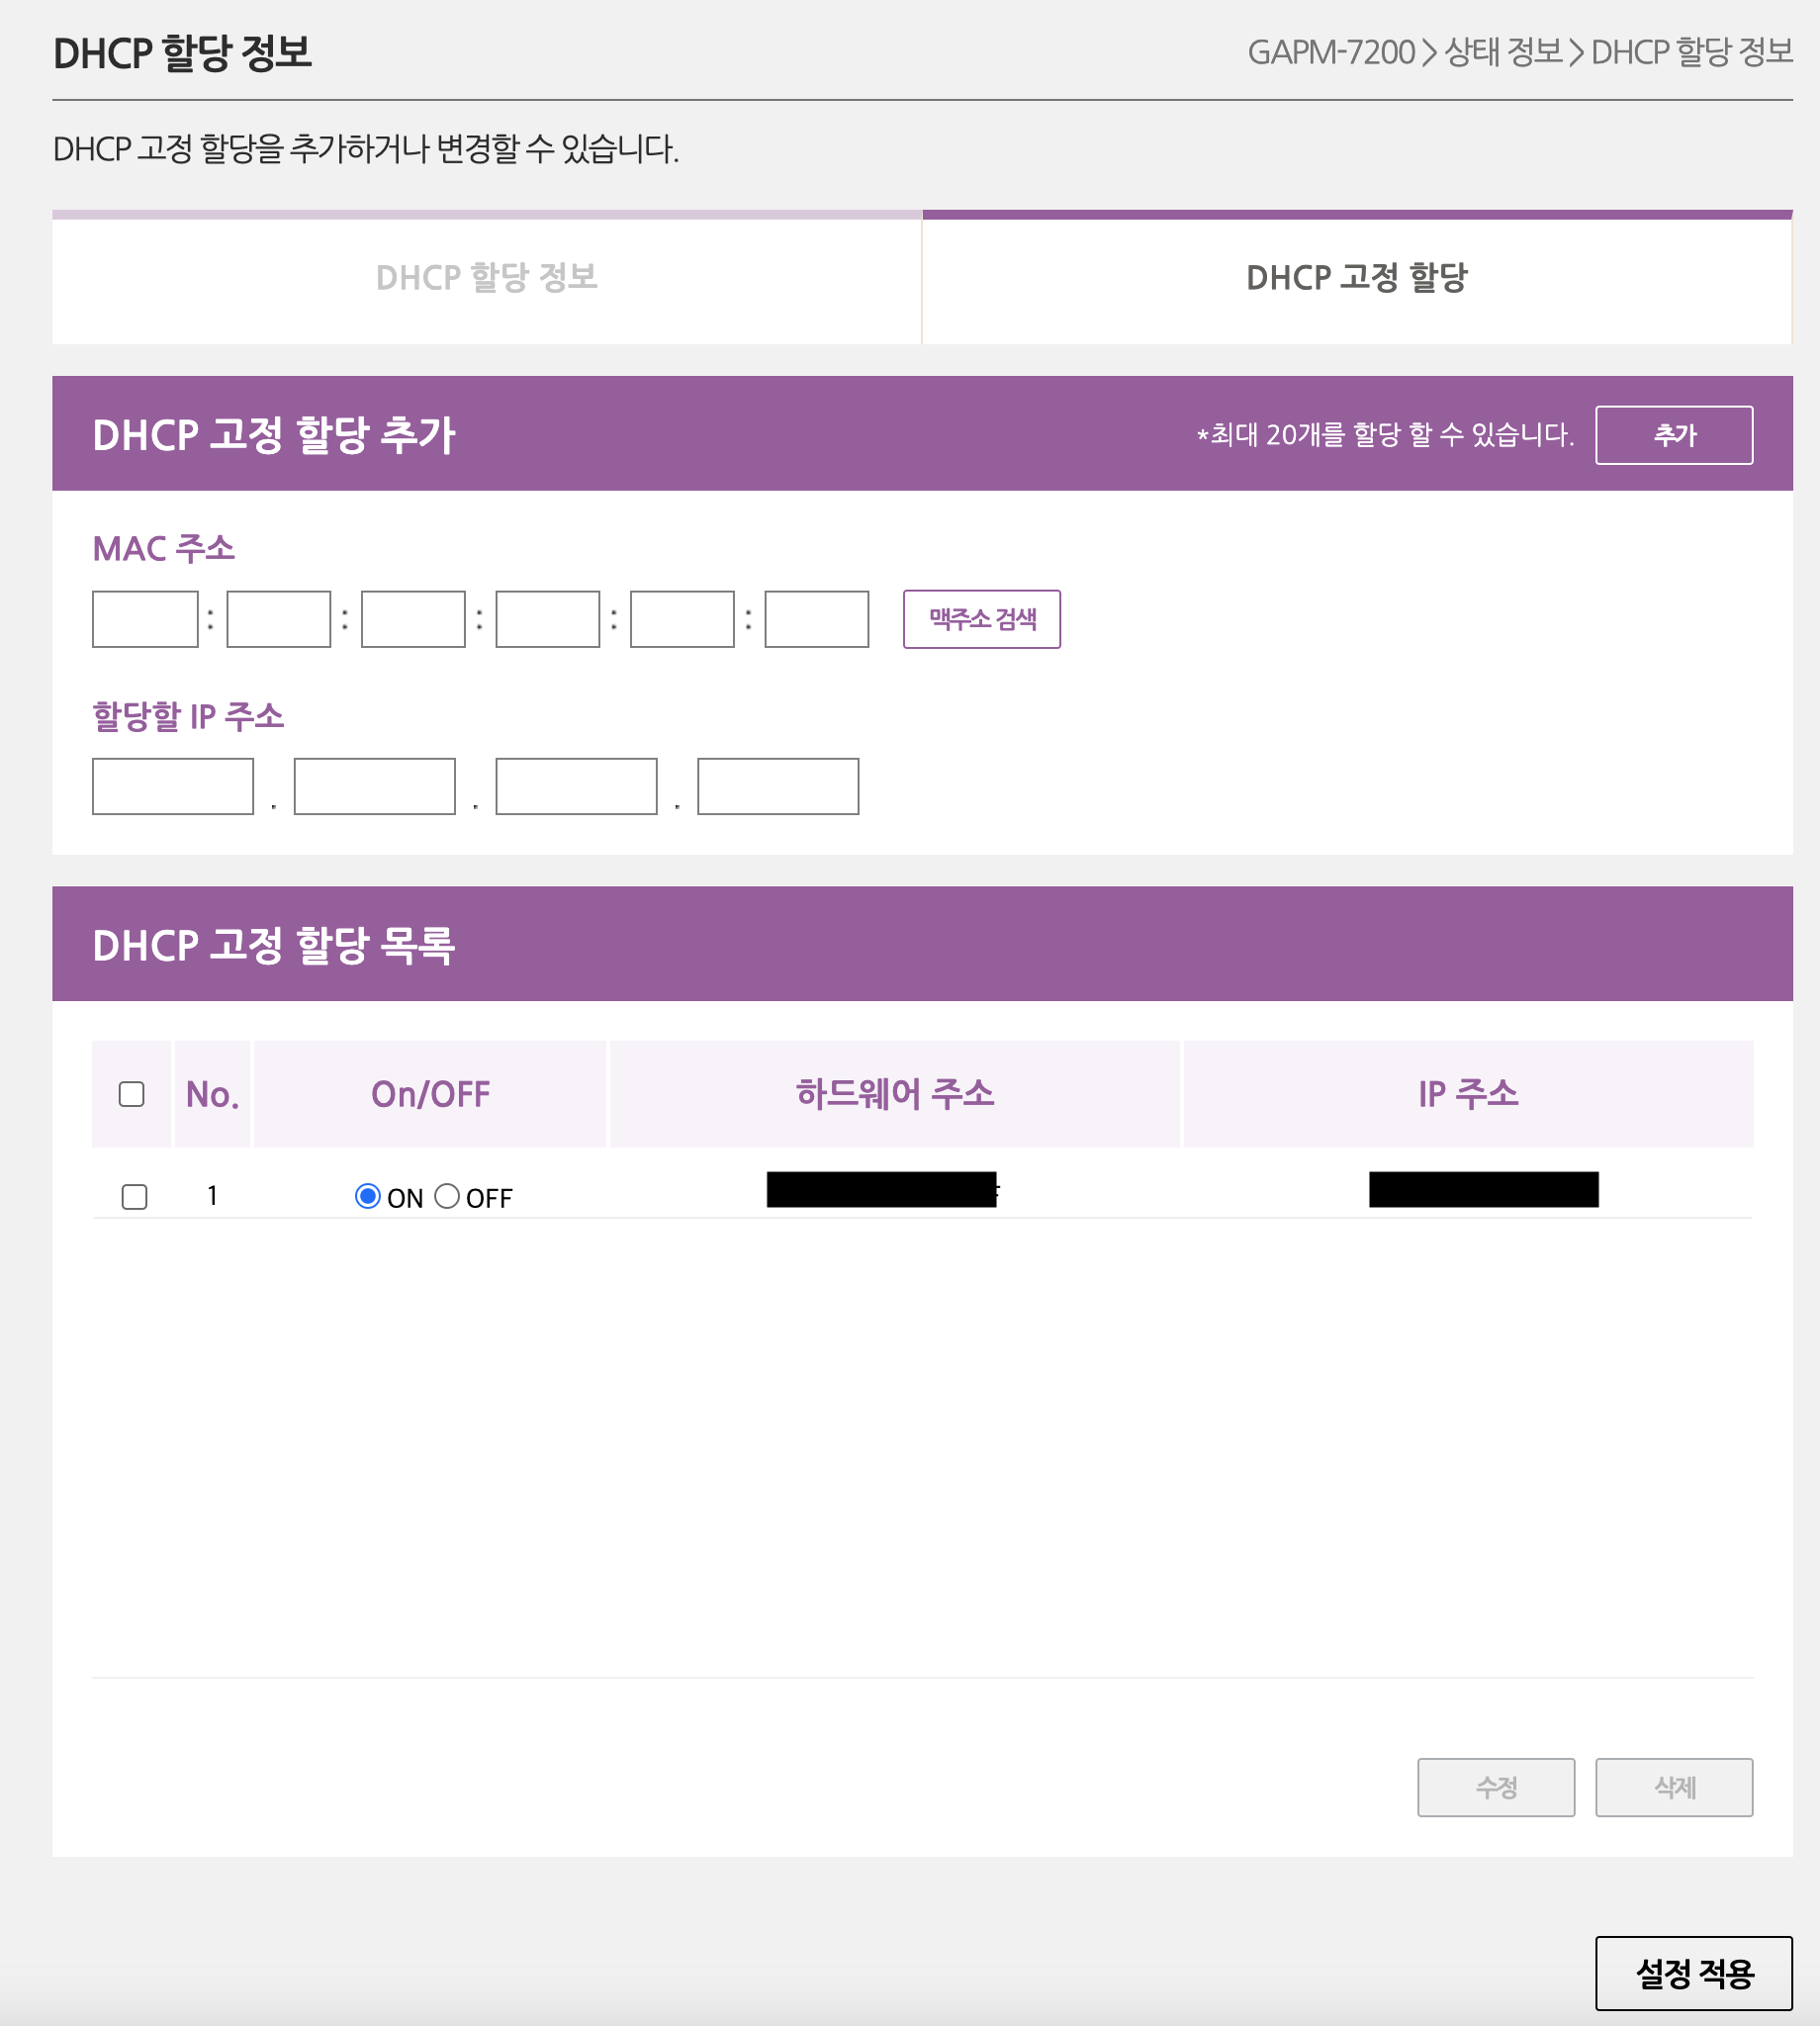 DHCP 할당 정보
GAPM-7200 > 상태 정보 > DHCP 할당 정보
DHCP 고정 할당을 추가하거나 변경할 수 있습니다.
DHCP 할당 정보
DHCP 고정 할당
DHCP 고정 할당 추가
*최대 20개를 할당 할 수 있습니다.
추가
MAC 주소
: : : : :
맥주소 검색
할당할 IP 주소
. . .
DHCP 고정 할당 목록
No. On/OFF 하드웨어 주소 IP 주소
1 ON OFF
수정 삭제
설정 적용